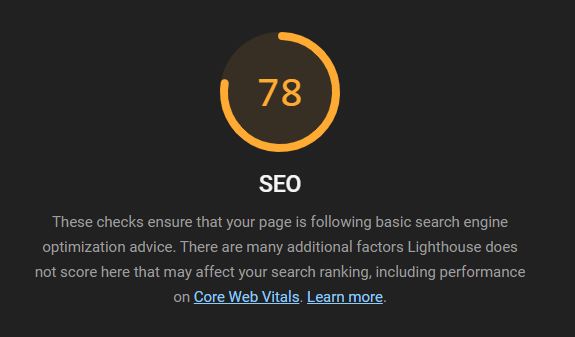 78
SEO
These checks ensure that your page is following basic search engine
optimization advice. There are many additional factors Lighthouse does
not score here that may affect your search ranking, including performance
on Core Web Vitals. Learn more.